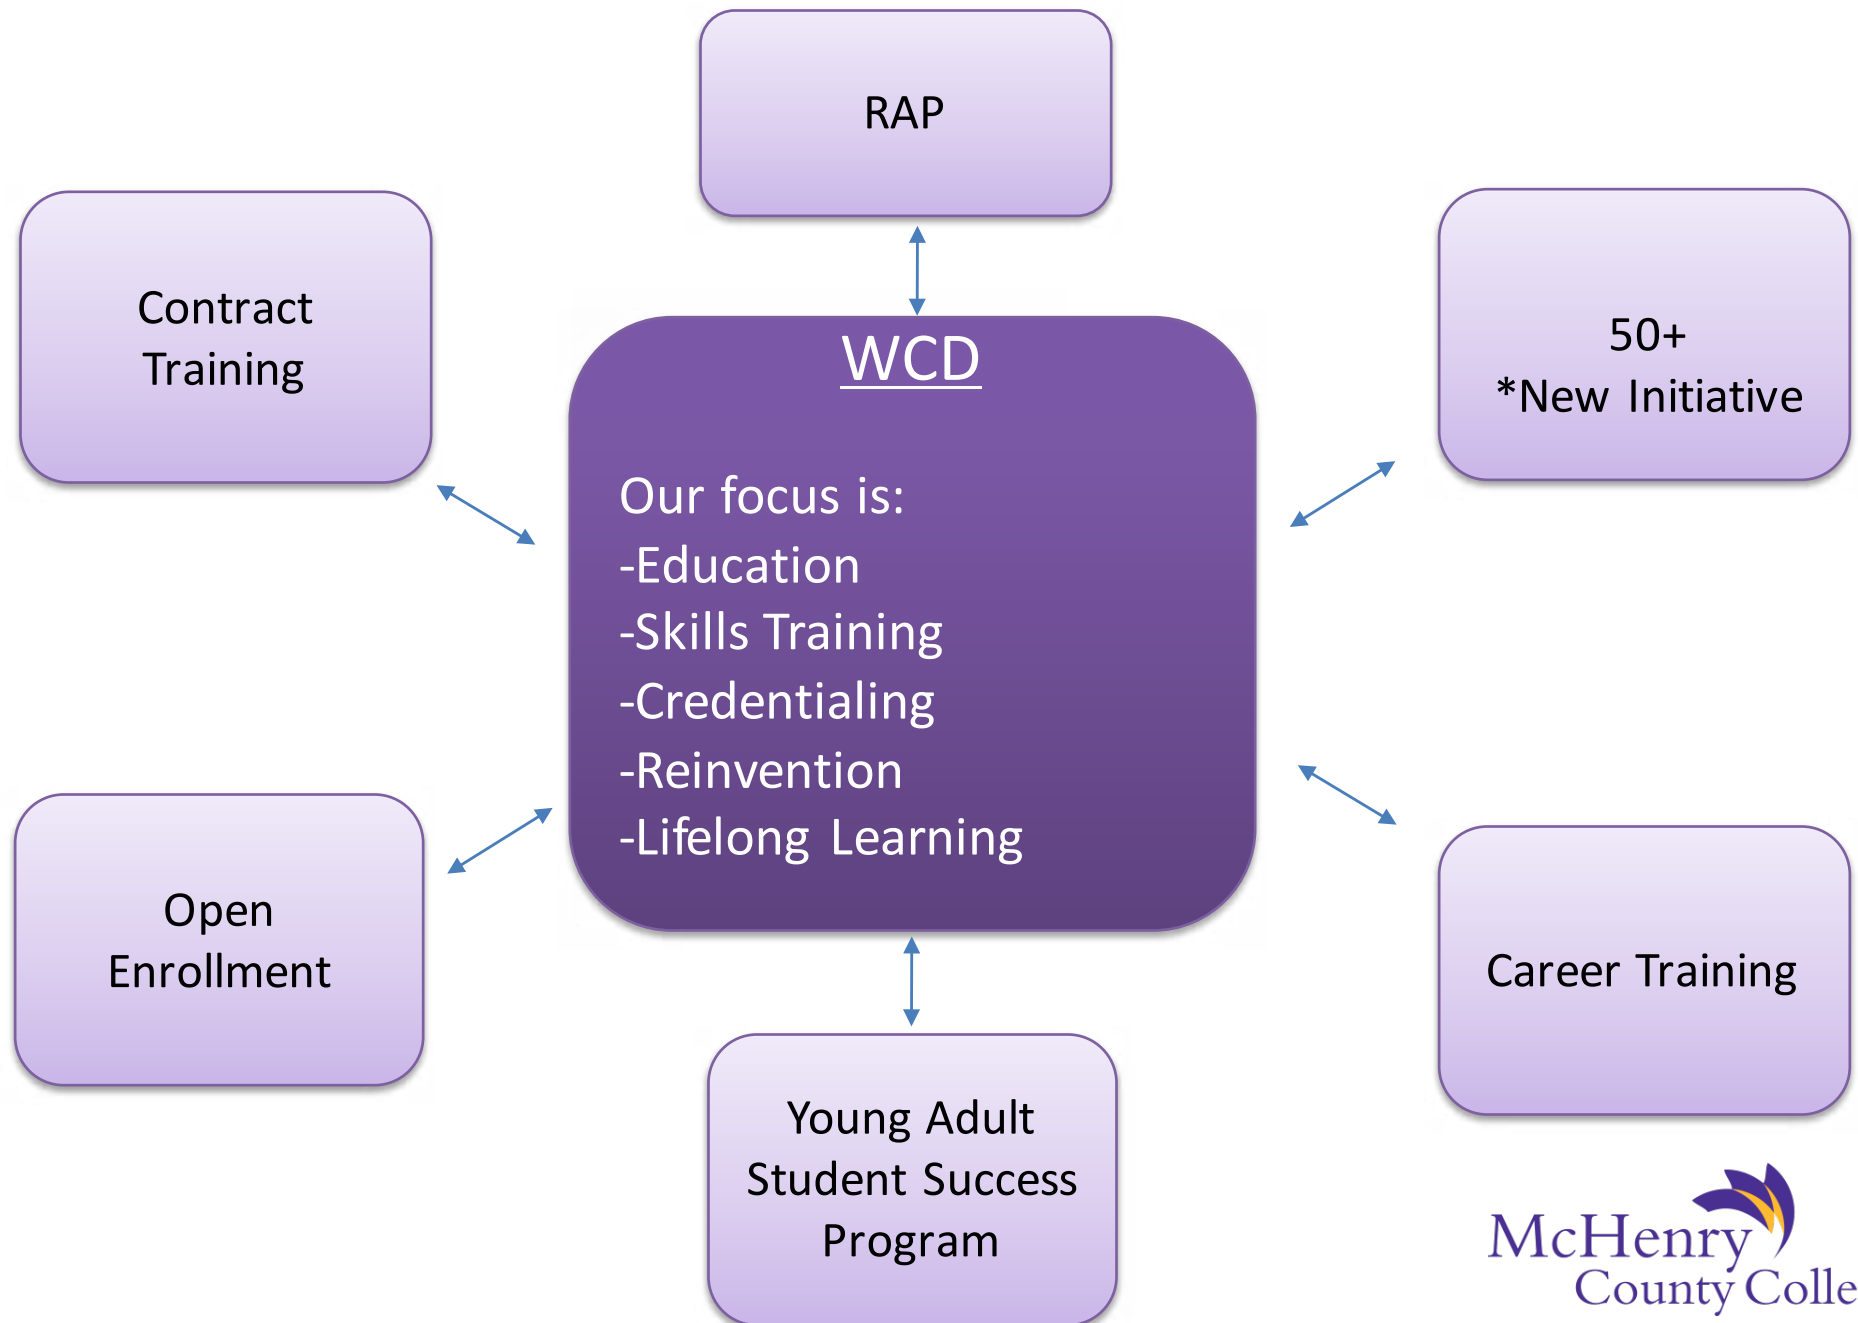 RAP
Contract
Training
50+
*New Initiative
WCD
Our focus is:
-Education
-Skills Training
-Credentialing
-Reinvention
-Lifelong Learning
Open
Enrollment
Career Training
Young Adult
Student Success
Program
McHenry
County Colle